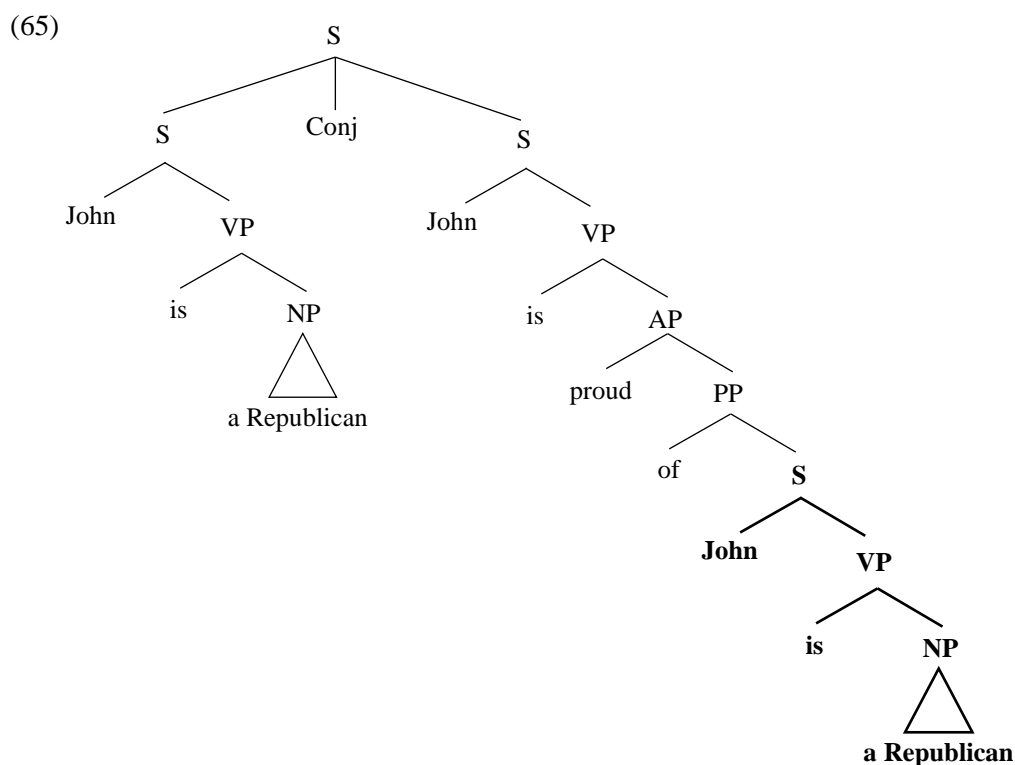 (65)
S
S Conj S
John VP John VP
is NP is AP
a Republican proud PP
of S
John VP
is NP
a Republican